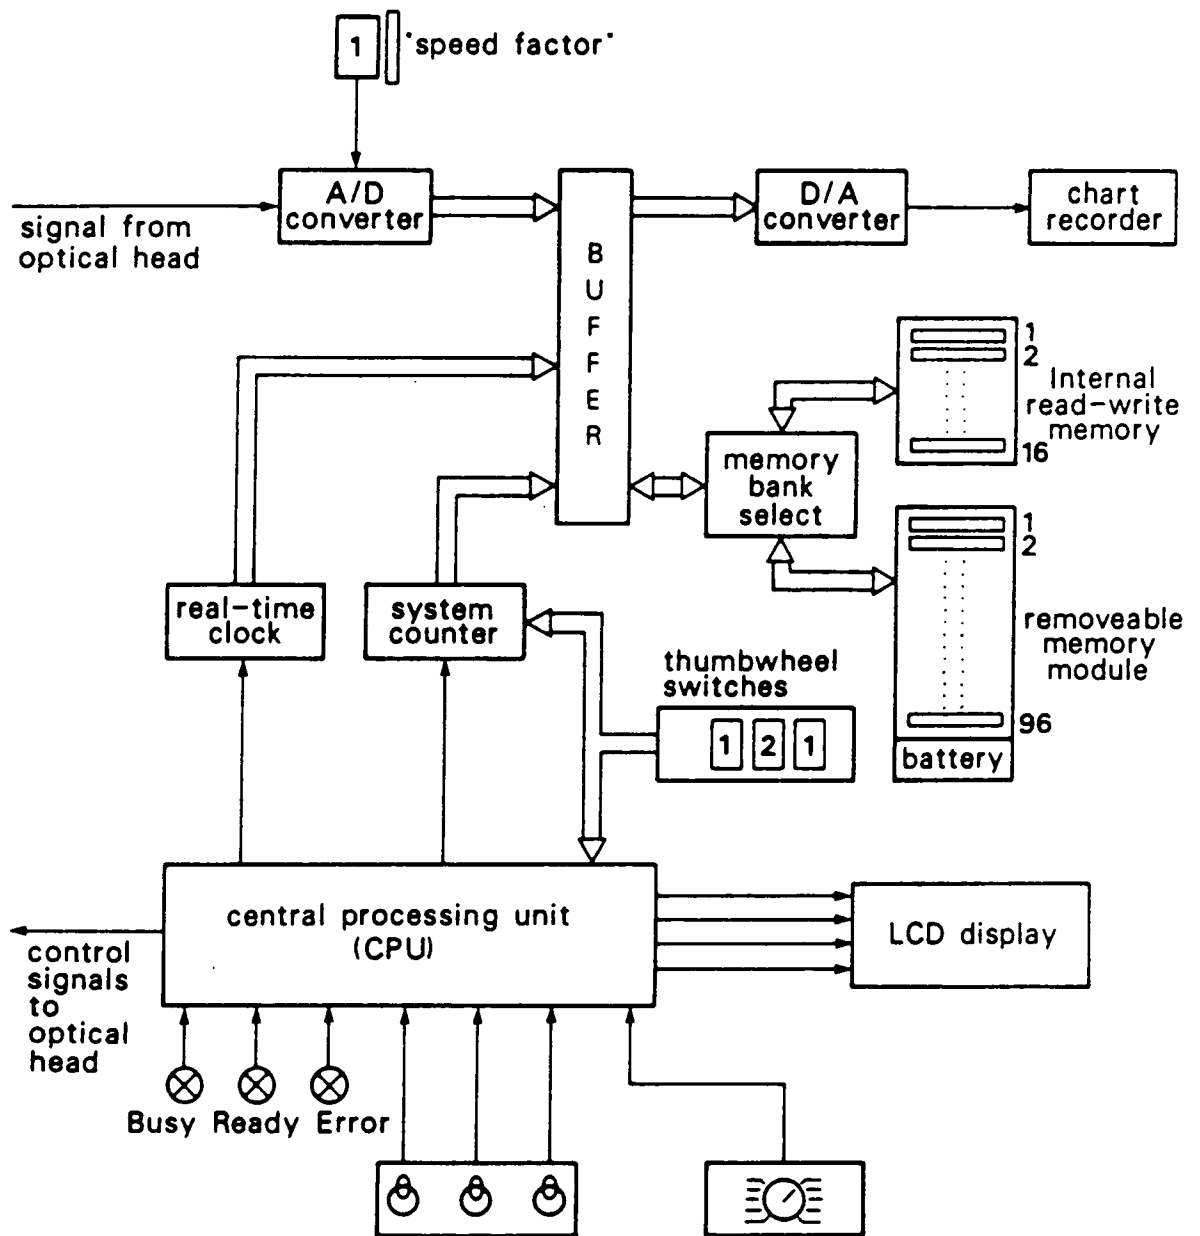 1 "speed factor"
A/D
converter
D/A
converter
chart
recorder
signal from
optical head
B
U
F
F
E
R
1
2
Internal
read-write
memory
16
memory
bank
select
1
2
removeable
memory
module
96
battery
real-time
clock
system
counter
thumbwheel
switches
1 2 1
central processing unit
(CPU)
LCD display
control
signals
to
optical
head
Busy Ready Error